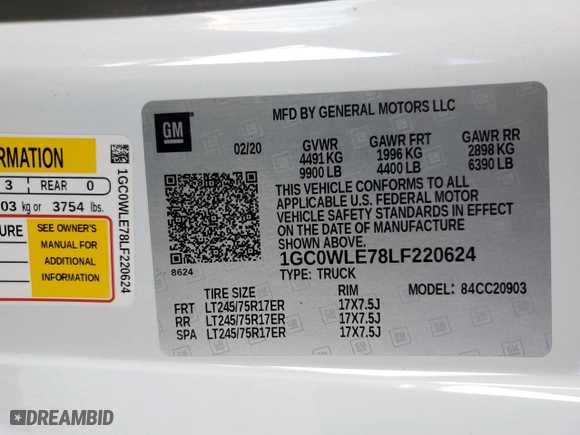 RMATION
3 REAR 0
03 kg or 3754 lbs.
URE
SEE OWNER'S
MANUAL FOR
ADDITIONAL
INFORMATION
1GC0WLE78LF220624
GM
MFD BY GENERAL MOTORS LLC
02/20
GVWR GAWR FRT GAWR RR
4491 KG 1996 KG 2898 KG
9900 LB 4400 LB 6390 LB
THIS VEHICLE CONFORMS TO ALL
APPLICABLE U.S. FEDERAL MOTOR
VEHICLE SAFETY STANDARDS IN EFFECT
ON THE DATE OF MANUFACTURE
SHOWN ABOVE.
8624
1GC0WLE78LF220624
TYPE: TRUCK
TIRE SIZE RIM MODEL: 84CC20903
FRT LT245/75R17ER 17X7.5J
RR LT245/75R17ER 17X7.5J
SPA LT245/75R17ER 17X7.5J
DREAMBID